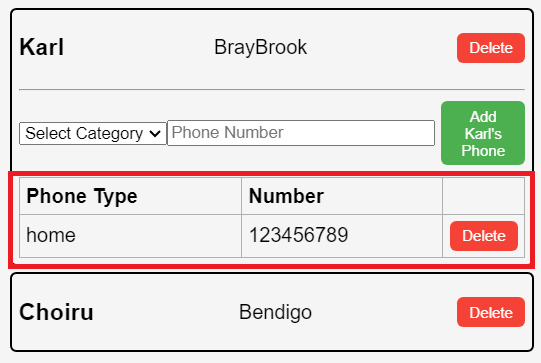 Karl BrayBrook Delete
Select Category Phone Number Add
Karl's
Phone
Phone Type Number
home 123456789 Delete
Choiru Bendigo Delete